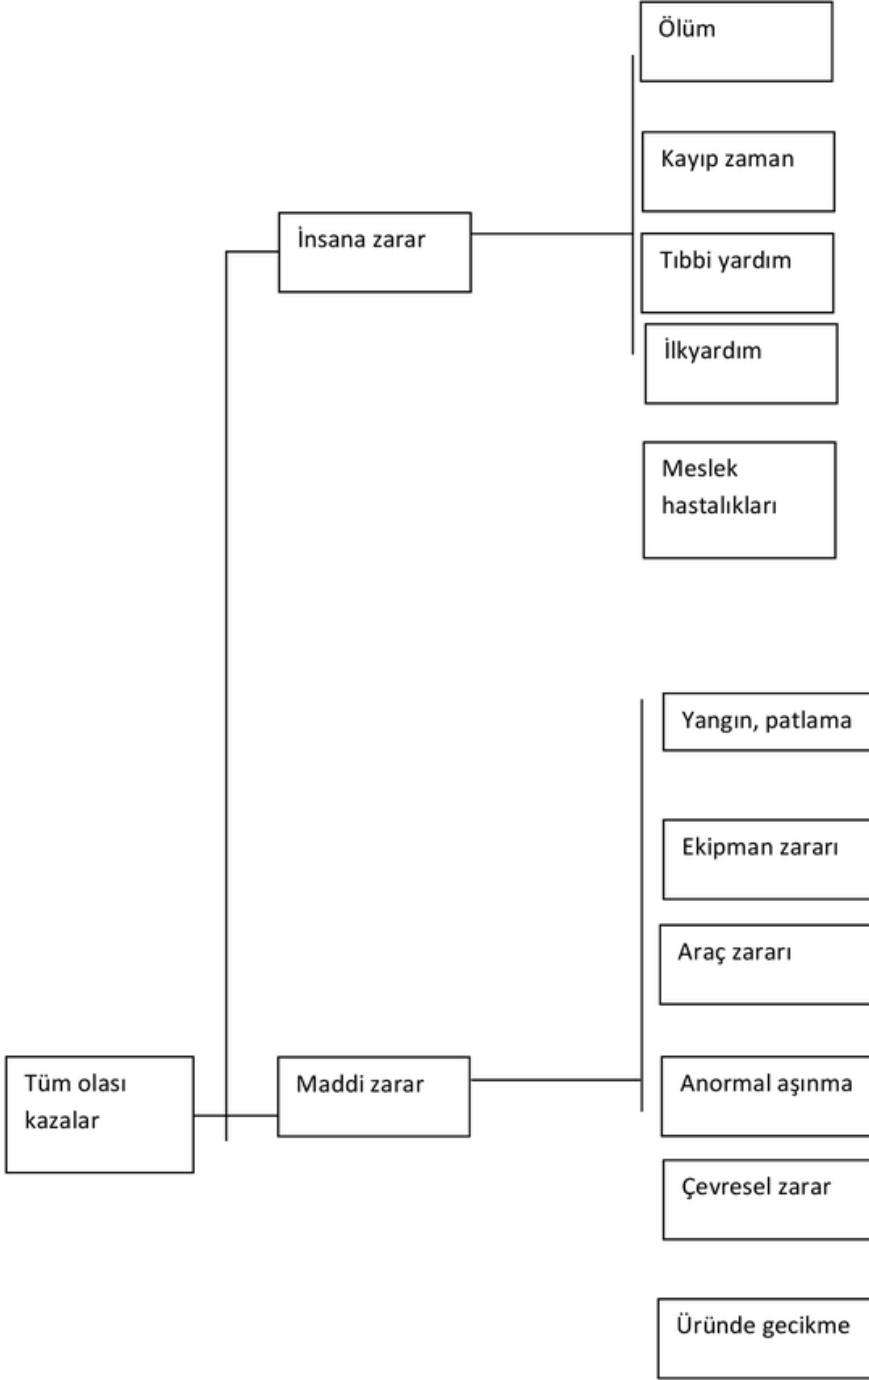 Ölüm
Kayıp zaman
İnsana zarar
Tıbbi yardım
İlkyardım
Meslek
hastalıkları
Yangın, patlama
Ekipman zararı
Araç zararı
Tüm olası
kazalar
Maddi zarar
Anormal aşınma
Çevresel zarar
Üründe gecikme